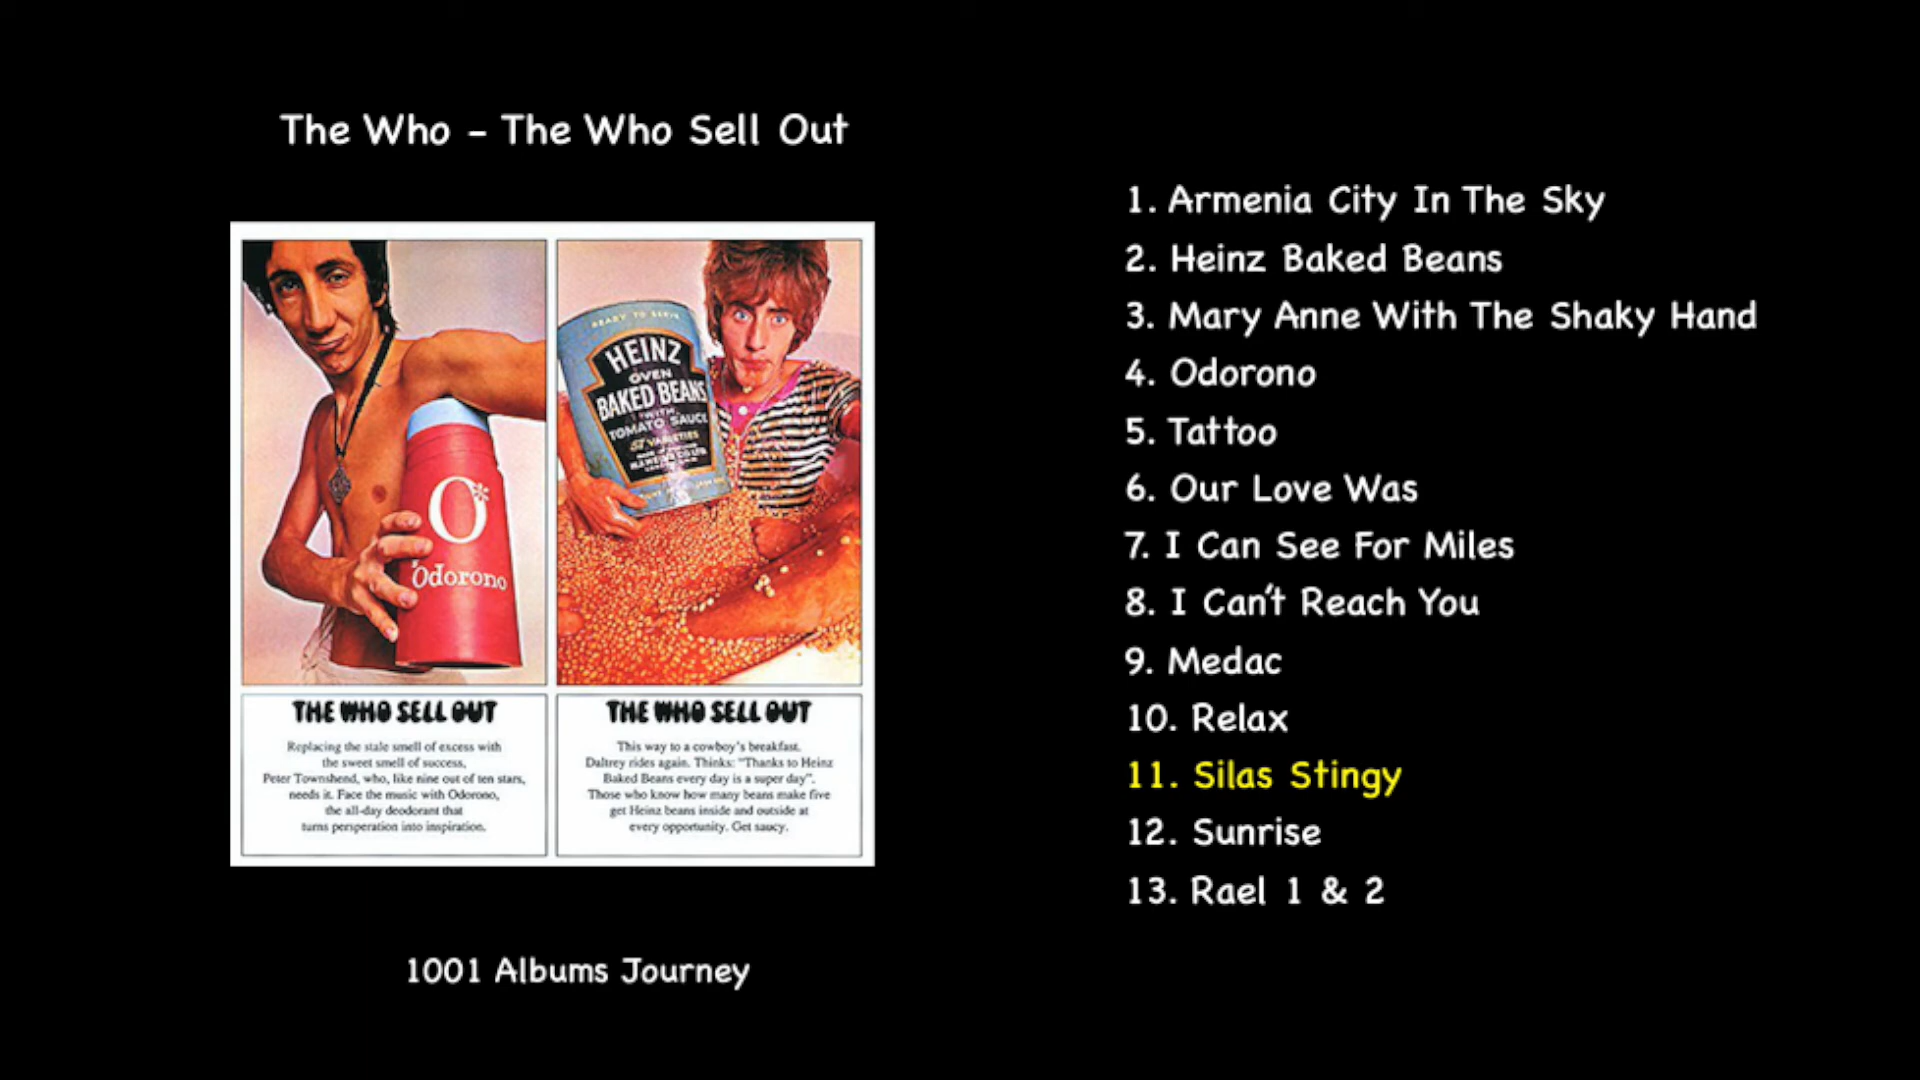 The Who - The Who Sell Out
READY TO SERVE
HEINZ
OVEN
BAKED BEANS
WITH
TOMATO SAUCE
57 VARIETIES
O
Odorono
THE WHO SELL OUT
Replacing the stale smell of excess with
the sweet smell of success,
Peter Townshend, who, like nine out of ten stars,
needs it. Face the music with Odorono,
the all-day deodorant that
turns persperation into inspiration.
THE WHO SELL OUT
This way to a cowboy's breakfast.
Daltrey rides again. Thinks: "Thanks to Heinz
Baked Beans every day is a super day".
Those who know how many beans make five
get Heinz beans inside and outside at
every opportunity. Get saucy.
1001 Albums Journey
1. Armenia City In The Sky
2. Heinz Baked Beans
3. Mary Anne With The Shaky Hand
4. Odorono
5. Tattoo
6. Our Love Was
7. I Can See For Miles
8. I Can't Reach You
9. Medac
10. Relax
11. Silas Stingy
12. Sunrise
13. Rael 1 & 2